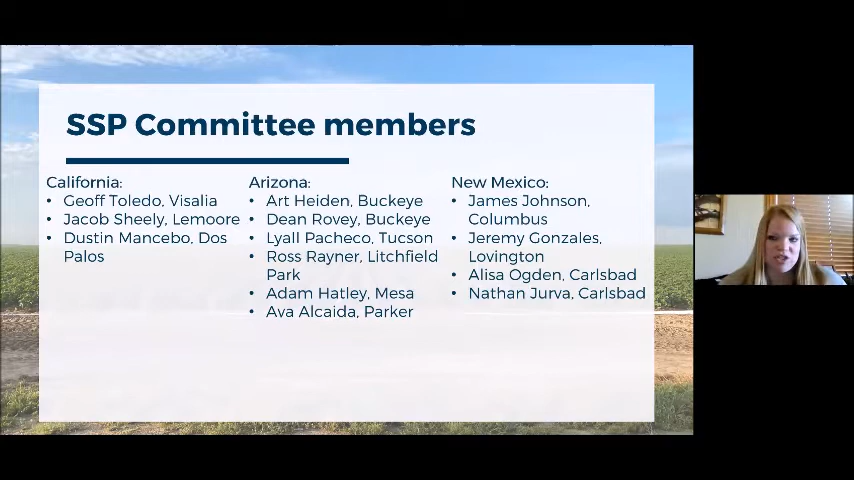 SSP Committee members
California:
• Geoff Toledo, Visalia
• Jacob Sheely, Lemoore
• Dustin Mancebo, Dos
Palos
Arizona:
• Art Heiden, Buckeye
• Dean Rovey, Buckeye
• Lyall Pacheco, Tucson
• Ross Rayner, Litchfield
Park
• Adam Hatley, Mesa
• Ava Alcaida, Parker
New Mexico:
• James Johnson,
Columbus
• Jeremy Gonzales,
Lovington
• Alisa Ogden, Carlsbad
• Nathan Jurva, Carlsbad